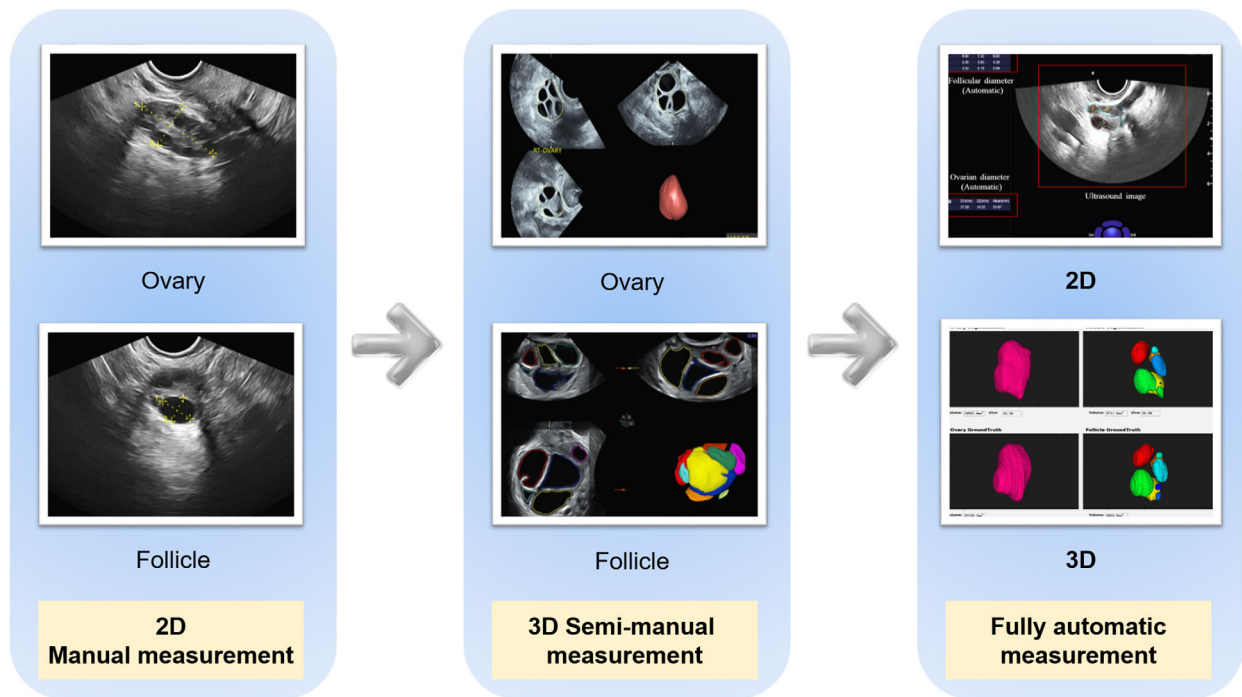 Ovary
Follicle
2D
Manual measurement
RT OVARY
Ovary
Follicle
3D Semi-manual
measurement
Follicular diameter
(Automatic)
Ovarian diameter
(Automatic)
Ultrasound image
2D
Ovary GroundTruth
Follicle GroundTruth
3D
Fully automatic
measurement